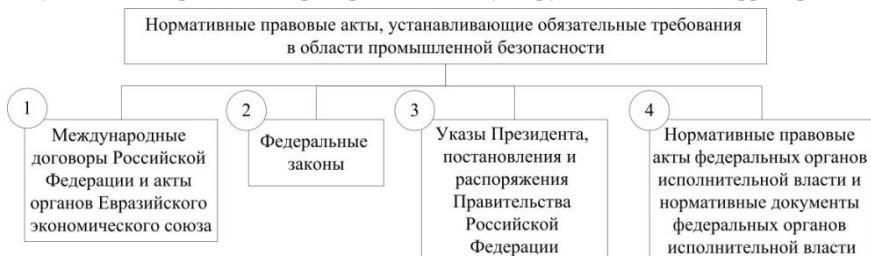 Нормативные правовые акты, устанавливающие обязательные требования
в области промышленной безопасности
1
Международные
договоры Российской
Федерации и акты
органов Евразийского
экономического союза
2
Федеральные
законы
3
Указы Президента,
постановления и
распоряжения
Правительства
Российской
Федерации
4
Нормативные правовые
акты федеральных органов
исполнительной власти и
нормативные документы
федеральных органов
исполнительной власти